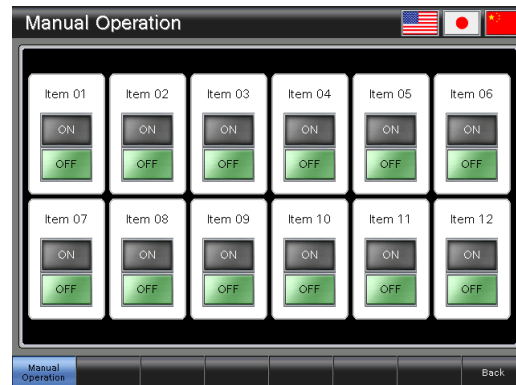 Manual Operation
Item 01 Item 02 Item 03 Item 04 Item 05 Item 06
ON ON ON ON ON ON
OFF OFF OFF OFF OFF OFF
Item 07 Item 08 Item 09 Item 10 Item 11 Item 12
ON ON ON ON ON ON
OFF OFF OFF OFF OFF OFF
Manual
Operation
Back